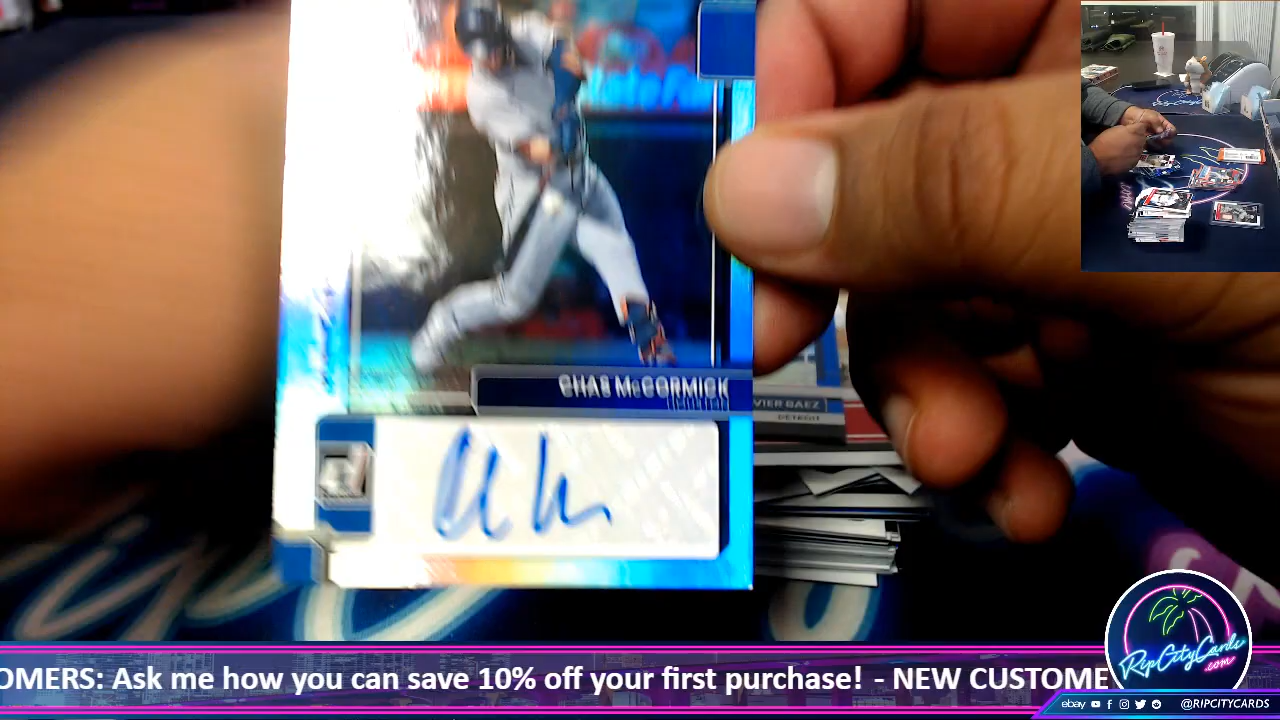 CHAS McCORMICK
HOUSTON
VIER BAEZ
DETROIT
OMERS: Ask me how you can save 10% off your first purchase! - NEW CUSTOME
RipCityCards
.com
ebay
@RIPCITYCARDS